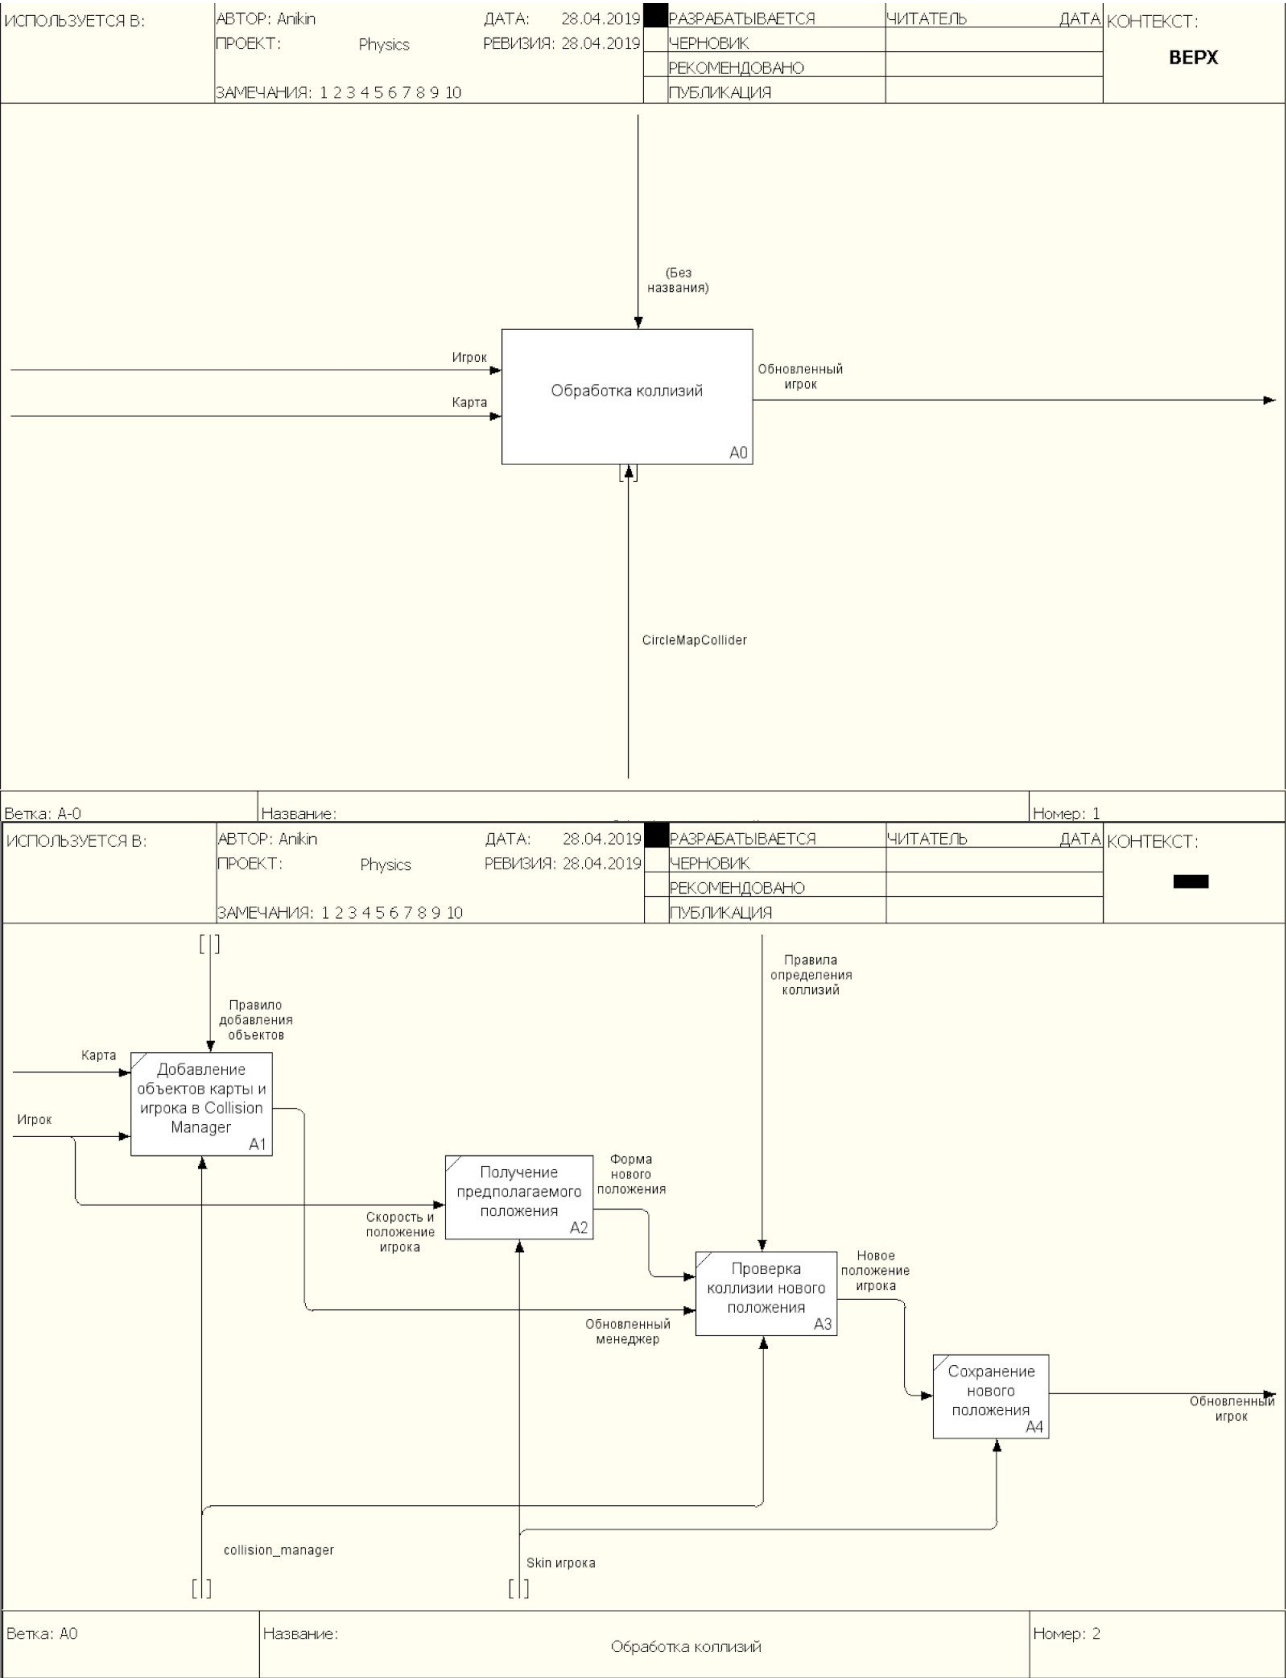 ИСПОЛЬЗУЕТСЯ В:
АВТОР: Anikin
ДАТА: 28.04.2019
РАЗРАБАТЫВАЕТСЯ
ЧИТАТЕЛЬ
ДАТА
КОНТЕКСТ:
ПРОЕКТ: Physics
РЕВИЗИЯ: 28.04.2019
ЧЕРНОВИК
ВЕРХ
РЕКОМЕНДОВАНО
ЗАМЕЧАНИЯ: 1 2 3 4 5 6 7 8 9 10
ПУБЛИКАЦИЯ
(Без
названия)
Игрок
Карта
Обработка коллизий
A0
Обновленный
игрок
CircleMapCollider
Ветка: A-0
Название:
Номер: 1
ИСПОЛЬЗУЕТСЯ В:
АВТОР: Anikin
ДАТА: 28.04.2019
РАЗРАБАТЫВАЕТСЯ
ЧИТАТЕЛЬ
ДАТА
КОНТЕКСТ:
ПРОЕКТ: Physics
РЕВИЗИЯ: 28.04.2019
ЧЕРНОВИК
РЕКОМЕНДОВАНО
ЗАМЕЧАНИЯ: 1 2 3 4 5 6 7 8 9 10
ПУБЛИКАЦИЯ
Правила
определения
коллизий
Правило
добавления
объектов
Карта
Игрок
Добавление
объектов карты и
игрока в Collision
Manager
A1
Получение
предполагаемого
положения
A2
Форма
нового
положения
Скорость и
положение
игрока
Проверка
коллизии нового
положения
A3
Новое
положение
игрока
Обновленный
менеджер
Сохранение
нового
положения
A4
Обновленный
игрок
collision_manager
Skin игрока
Ветка: A0
Название:
Обработка коллизий
Номер: 2